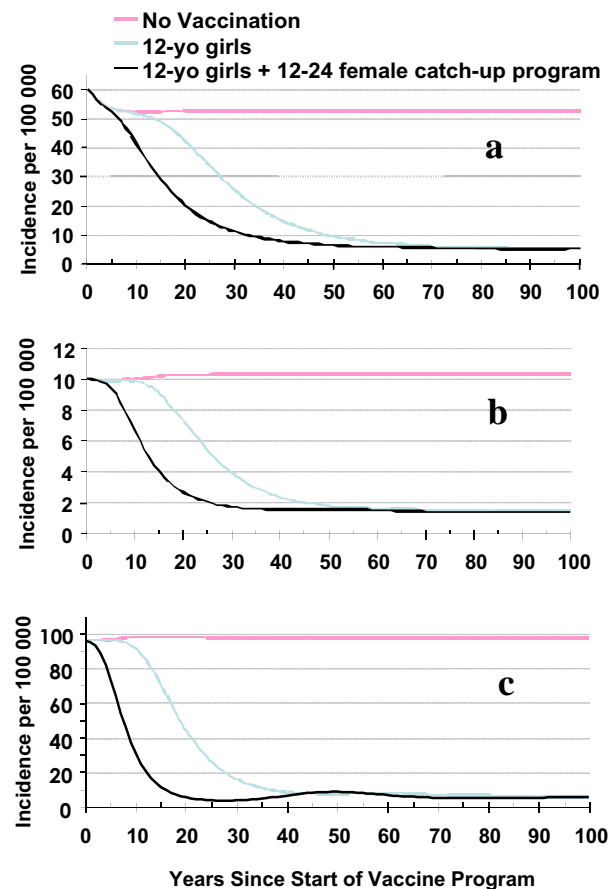 No Vaccination
12-yo girls
12-yo girls + 12-24 female catch-up program
Incidence per 100 000
60
50
40
30
20
10
0
a
0 10 20 30 40 50 60 70 80 90 100
Incidence per 100 000
12
10
8
6
4
2
0
b
0 10 20 30 40 50 60 70 80 90 100
Incidence per 100 000
100
80
60
40
20
0
c
0 10 20 30 40 50 60 70 80 90 100
Years Since Start of Vaccine Program